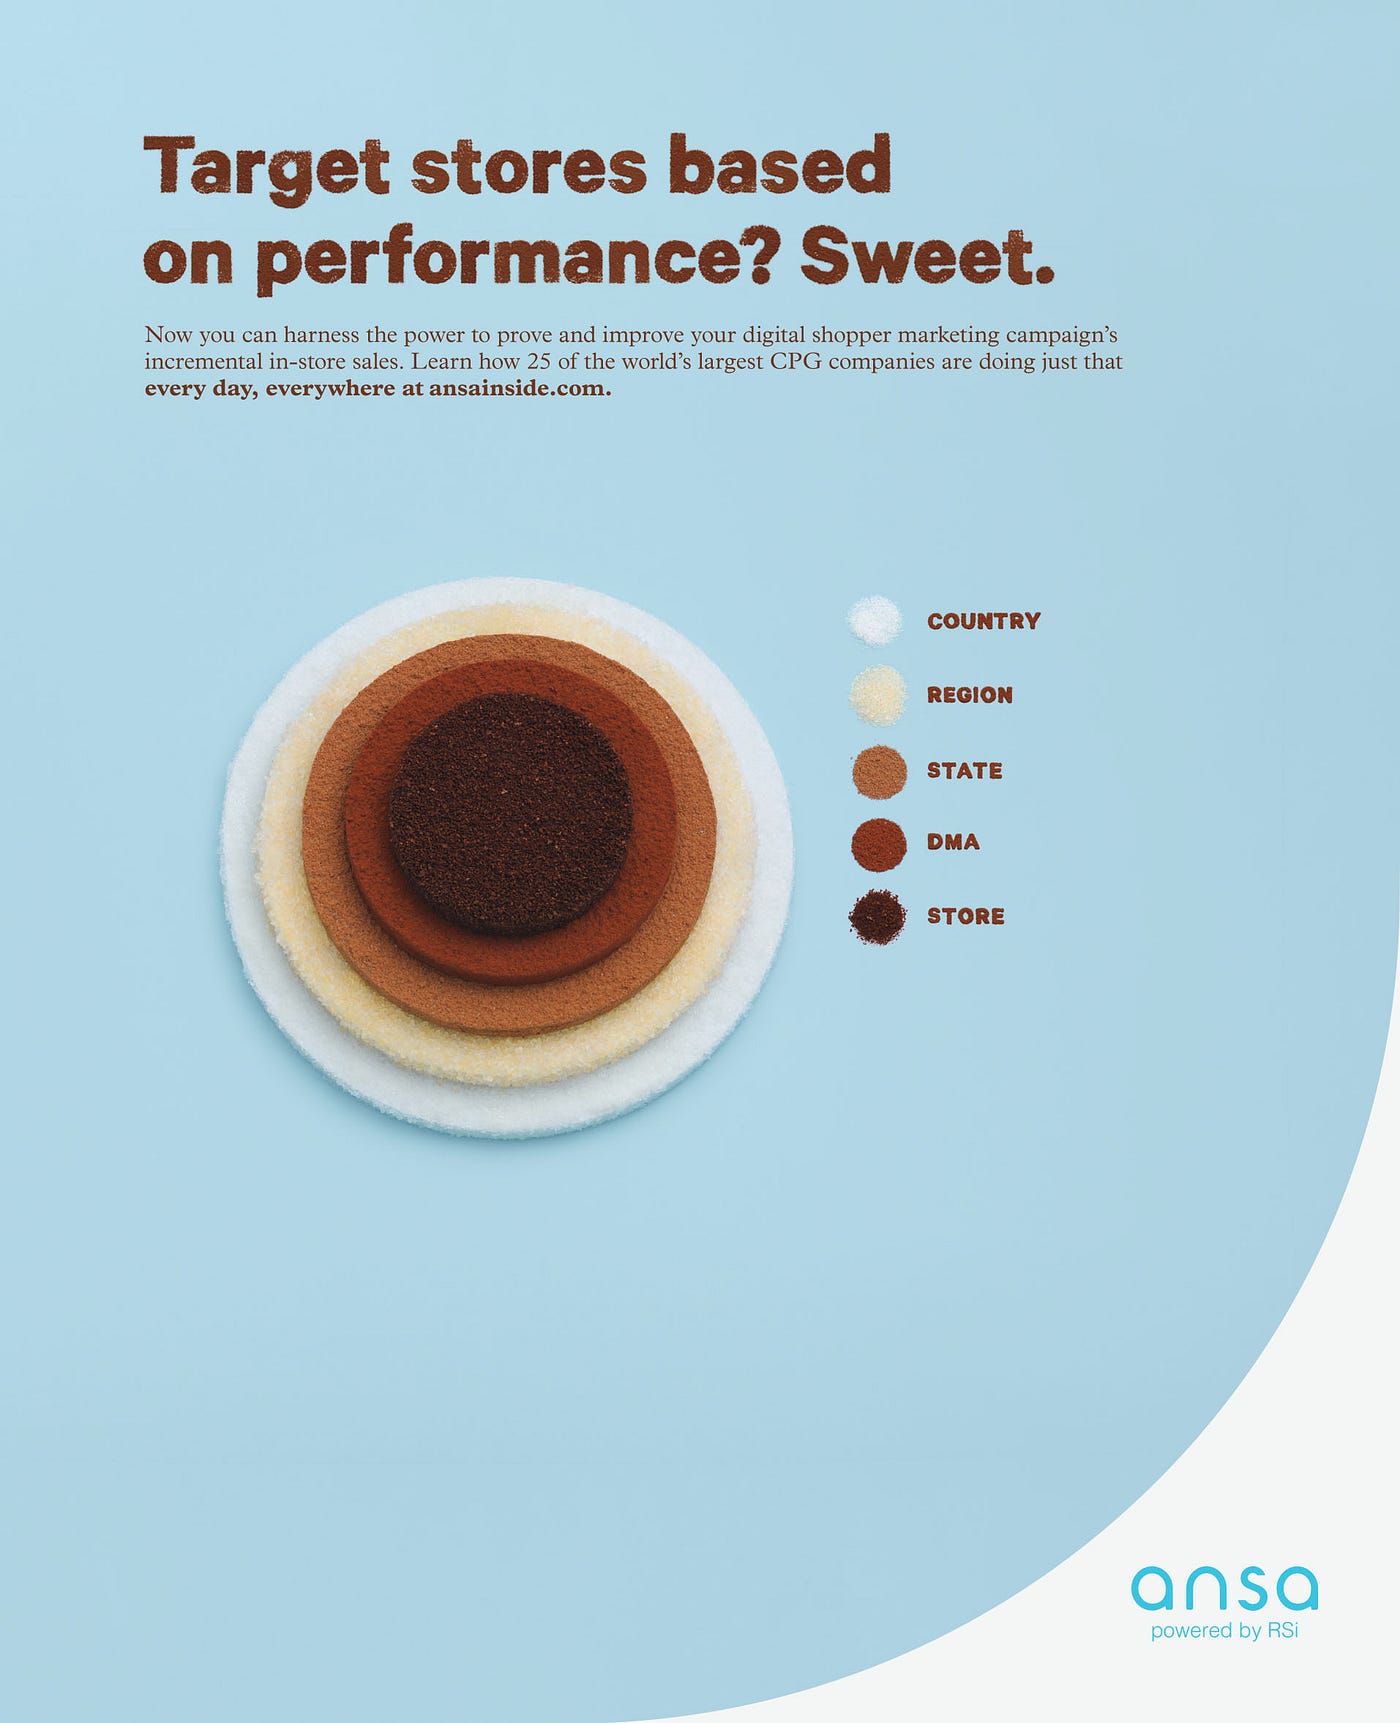 Target stores based
on performance? Sweet.
Now you can harness the power to prove and improve your digital shopper marketing campaign’s
incremental in-store sales. Learn how 25 of the world’s largest CPG companies are doing just that
every day, everywhere at ansainside.com.
COUNTRY
REGION
STATE
DMA
STORE
ansa
powered by RSi